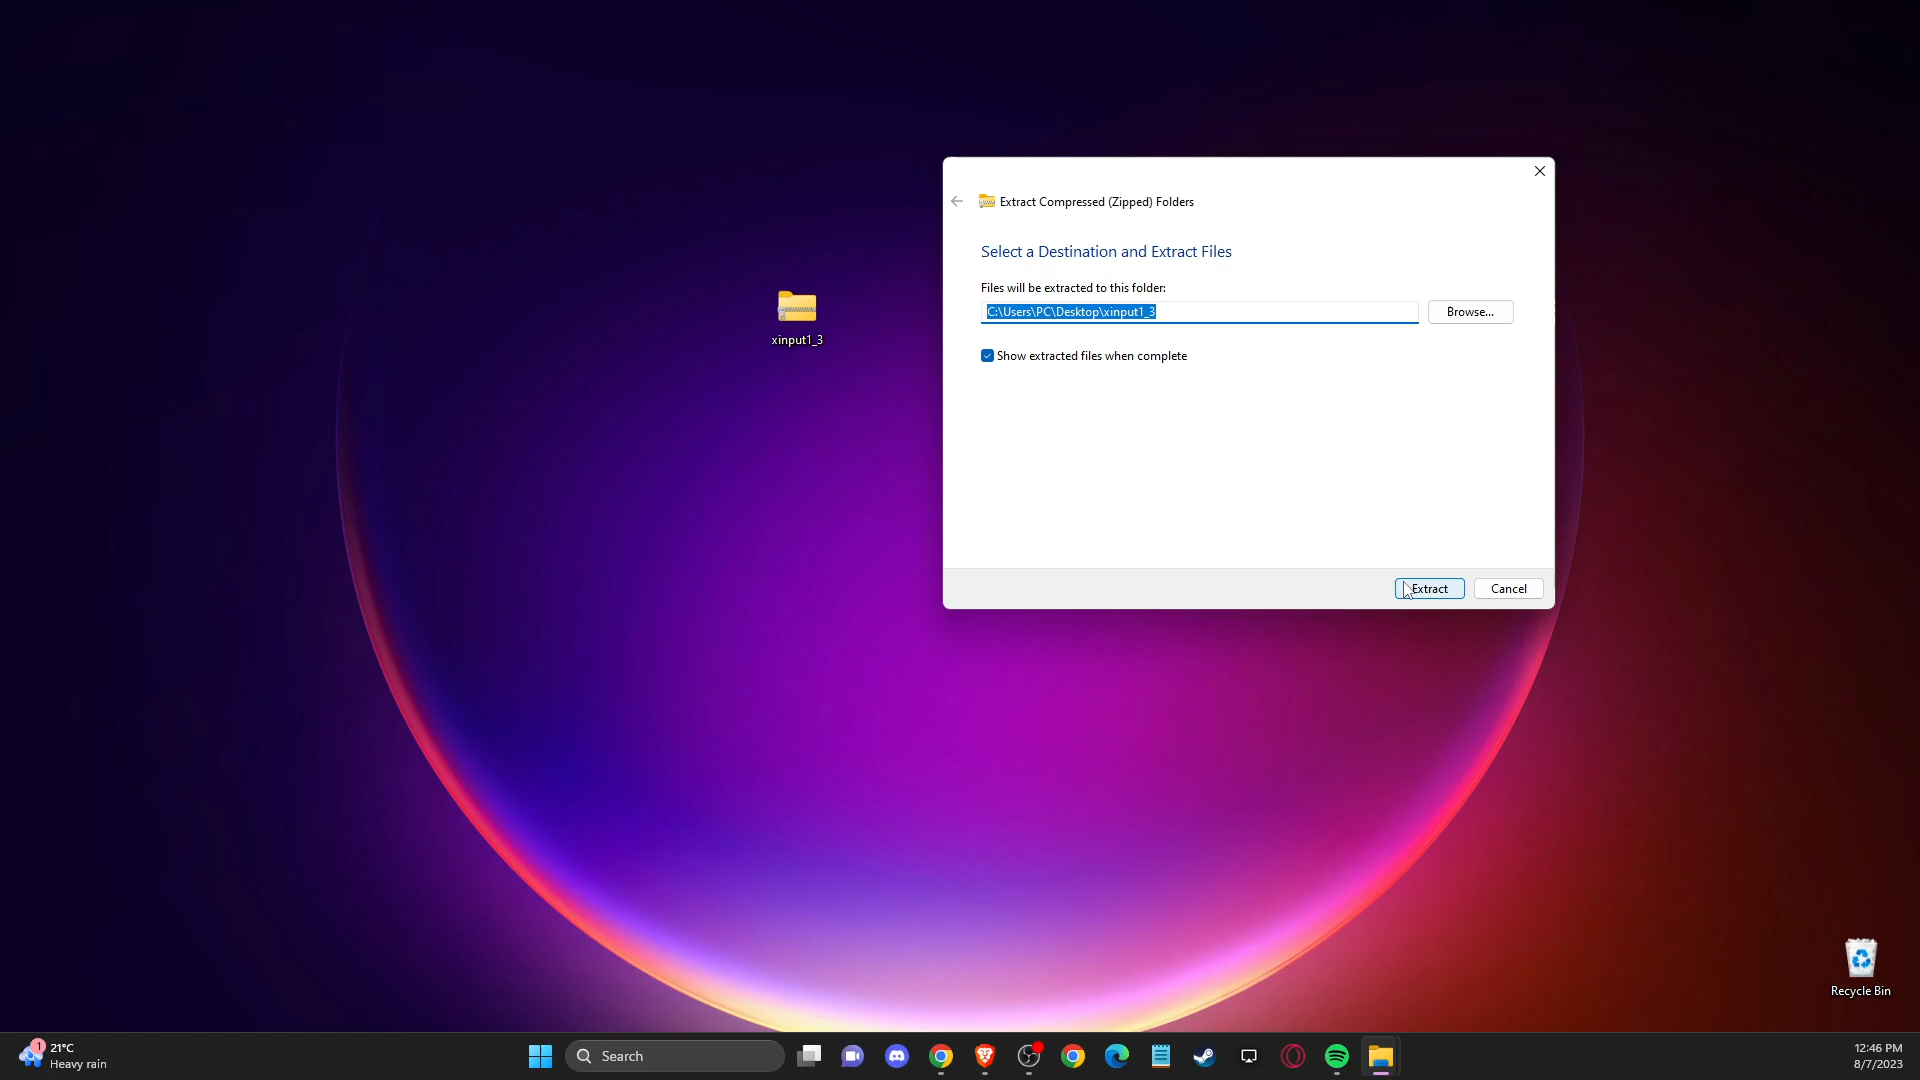 Extract Compressed (Zipped) Folders
Select a Destination and Extract Files
Files will be extracted to this folder:
C:\Users\PC\Desktop\xinput1_3
Browse...
xinput1_3
Show extracted files when complete
Extract
Cancel
Recycle Bin
1
21°C
Heavy rain
Search
12:46 PM
8/7/2023